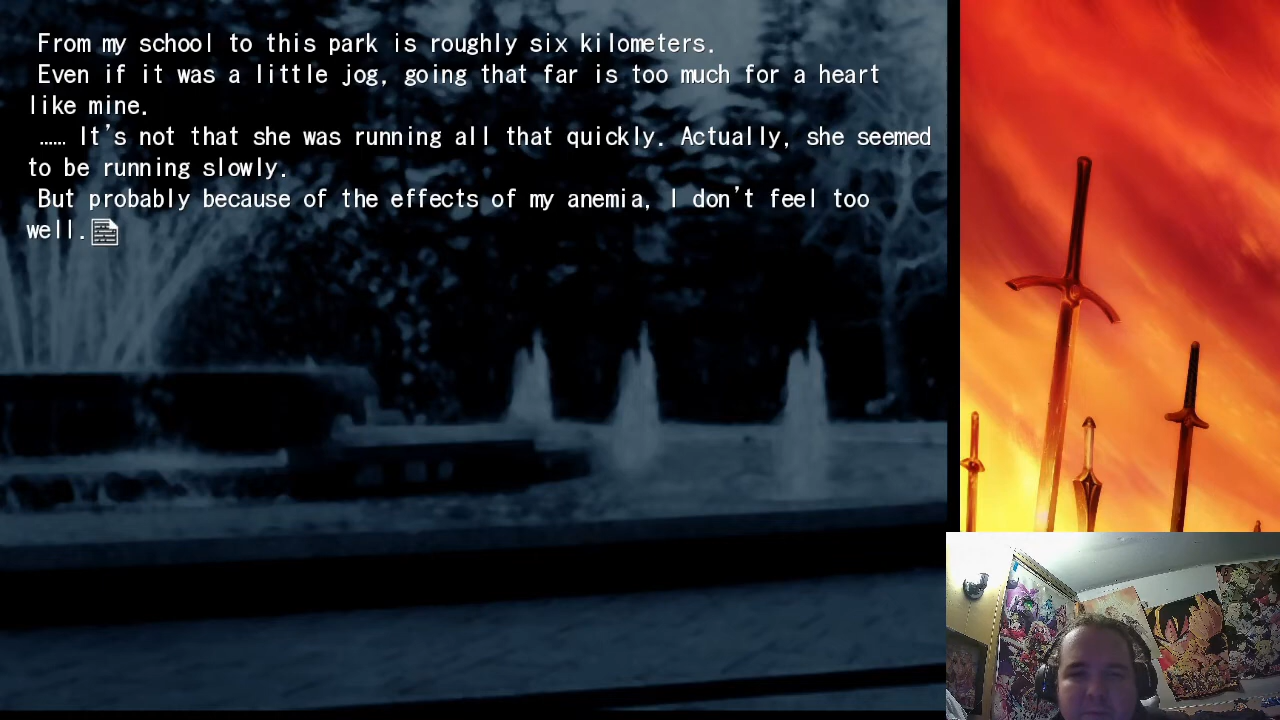 From my school to this park is roughly six kilometers.
Even if it was a little jog, going that far is too much for a heart
like mine.
…… It's not that she was running all that quickly. Actually, she seemed
to be running slowly.
But probably because of the effects of my anemia, I don't feel too
well.